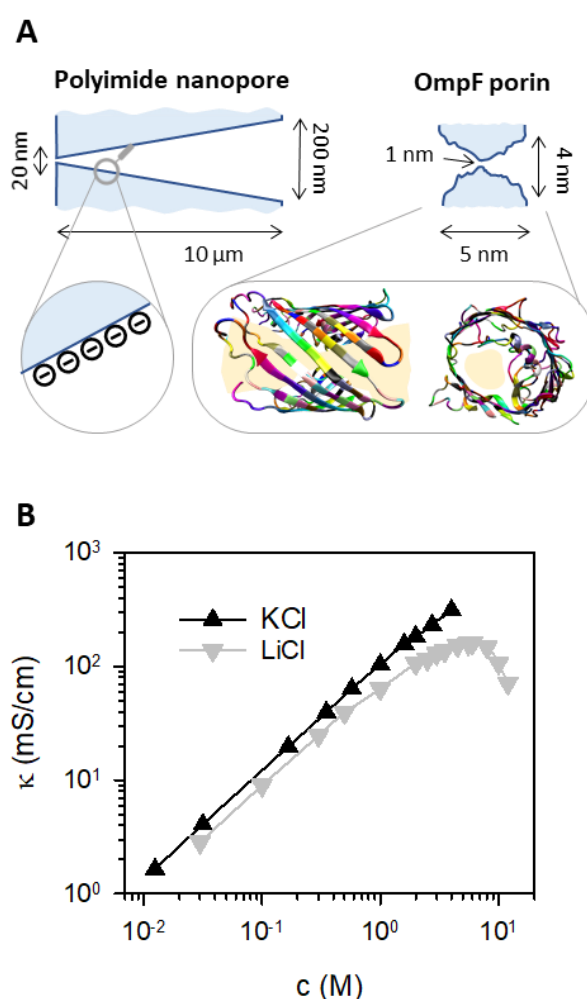 A
Polyimide nanopore
OmpF porin
20 nm
200 nm
1 nm
4 nm
10 μm
5 nm
B
10³
10²
10¹
10⁰
κ (mS/cm)
KCl
LiCl
10⁻²
10⁻¹
10⁰
10¹
c (M)